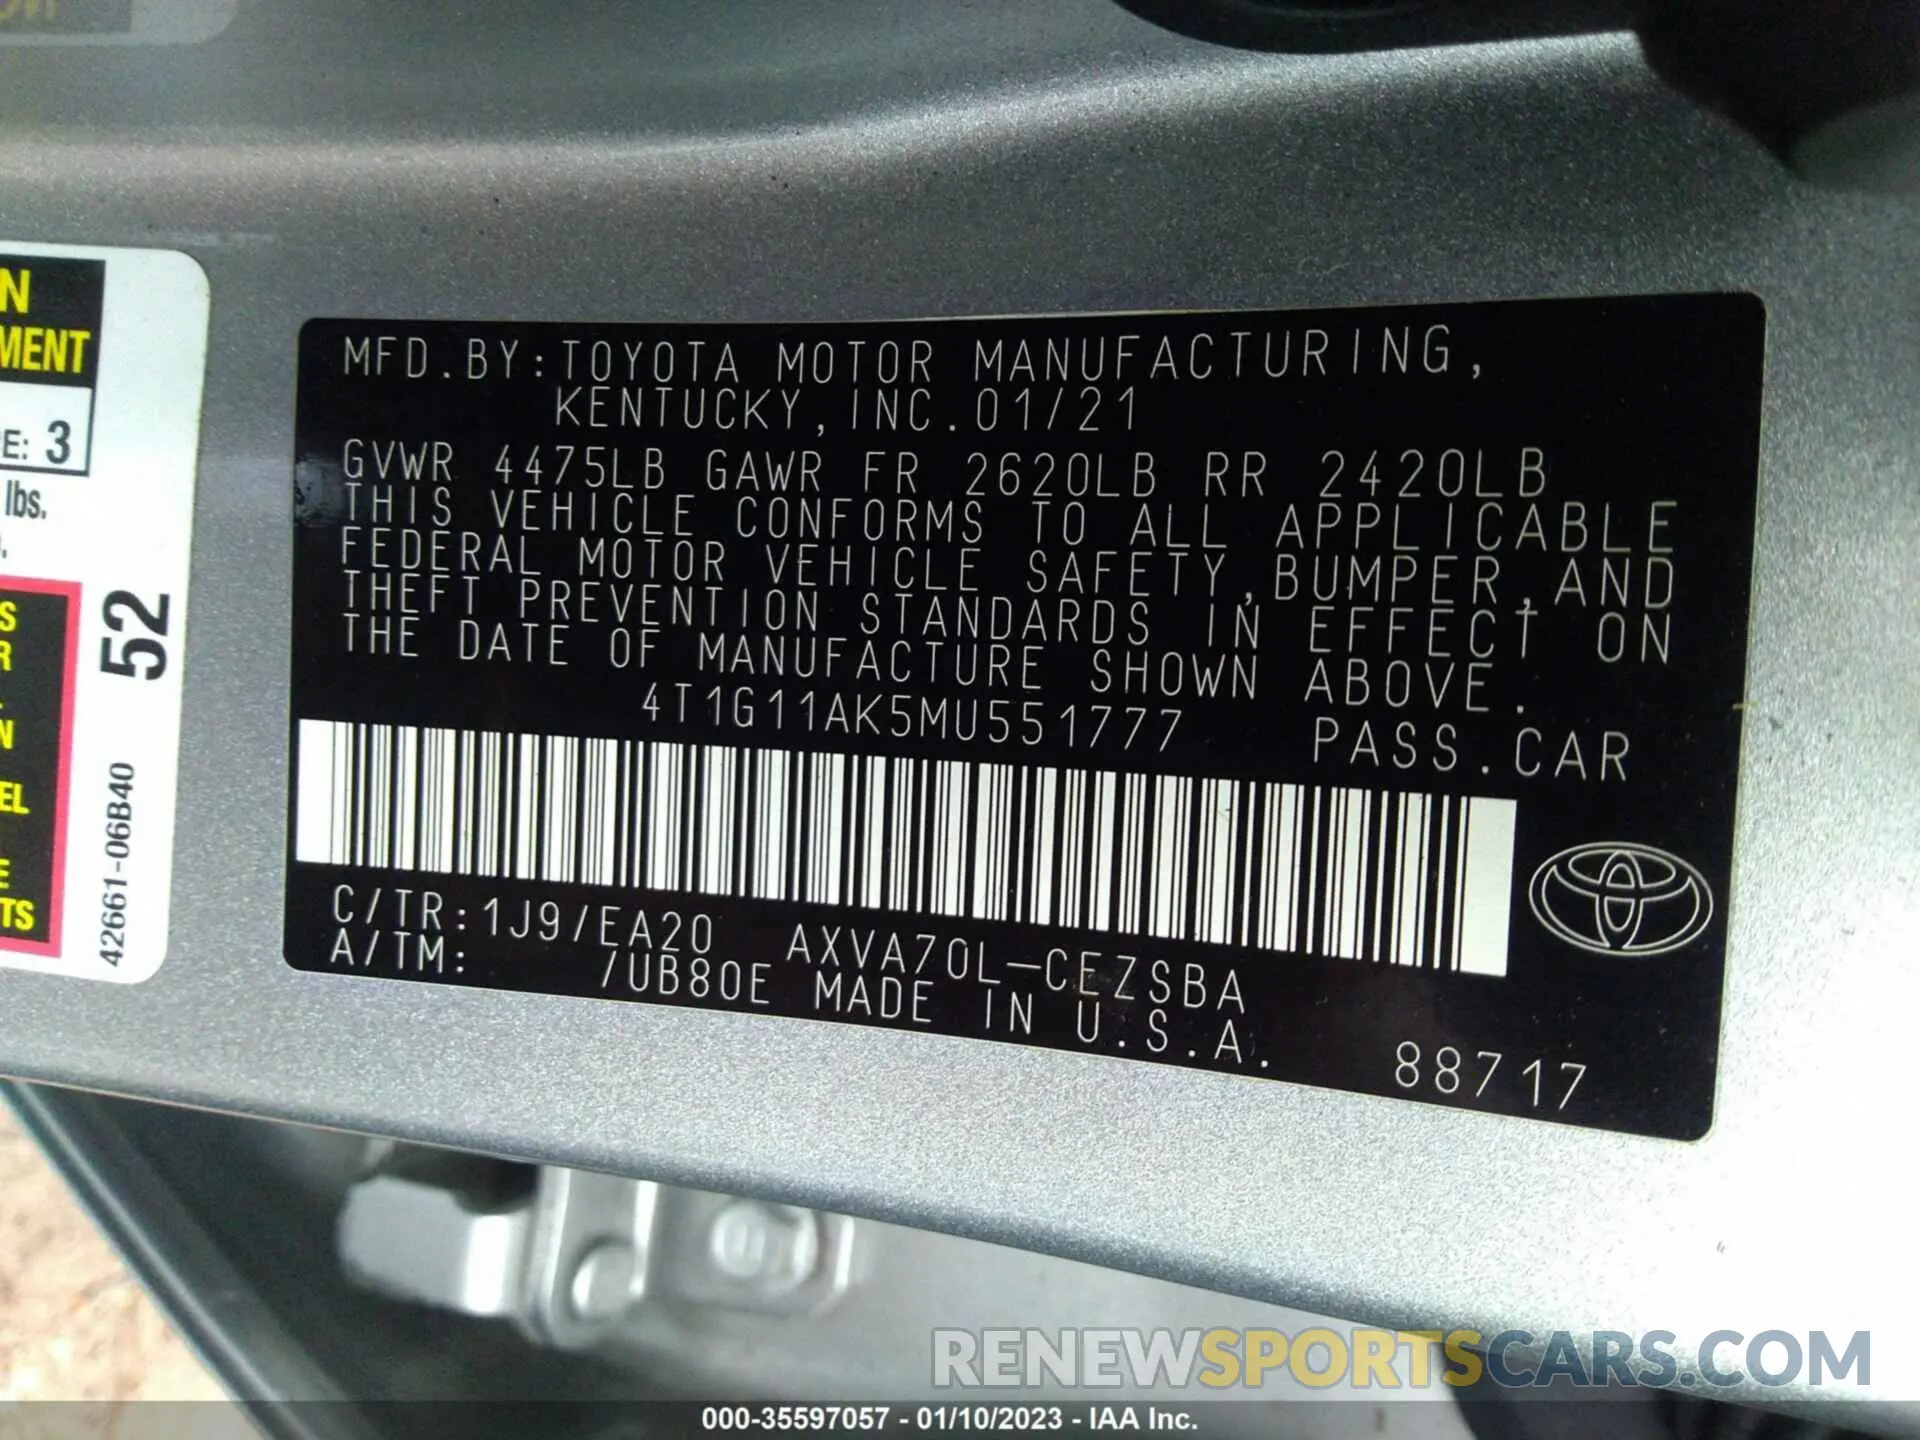 N
MENT
E: 3
lbs.
52
42661-06B40
S
R
N
EL
E
TS
MFD.BY:TOYOTA MOTOR MANUFACTURING,
KENTUCKY,INC.01/21
GVWR 4475LB GAWR FR 2620LB RR 2420LB
THIS VEHICLE CONFORMS TO ALL APPLICABLE
FEDERAL MOTOR VEHICLE SAFETY,BUMPER,AND
THEFT PREVENTION STANDARDS IN EFFECT ON
THE DATE OF MANUFACTURE SHOWN ABOVE.
4T1G11AK5MU551777 PASS.CAR
C/TR:1J9/EA20 AXVA70L-CEZSBA
A/TM: /UB80E MADE IN U.S.A.
88717
RENEWSPORTSCARS.COM
000-35597057 - 01/10/2023 - IAA Inc.